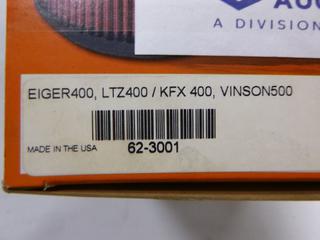 A DIVISION
EIGER400, LTZ400 / KFX 400, VINSON500
MADE IN THE USA
62-3001